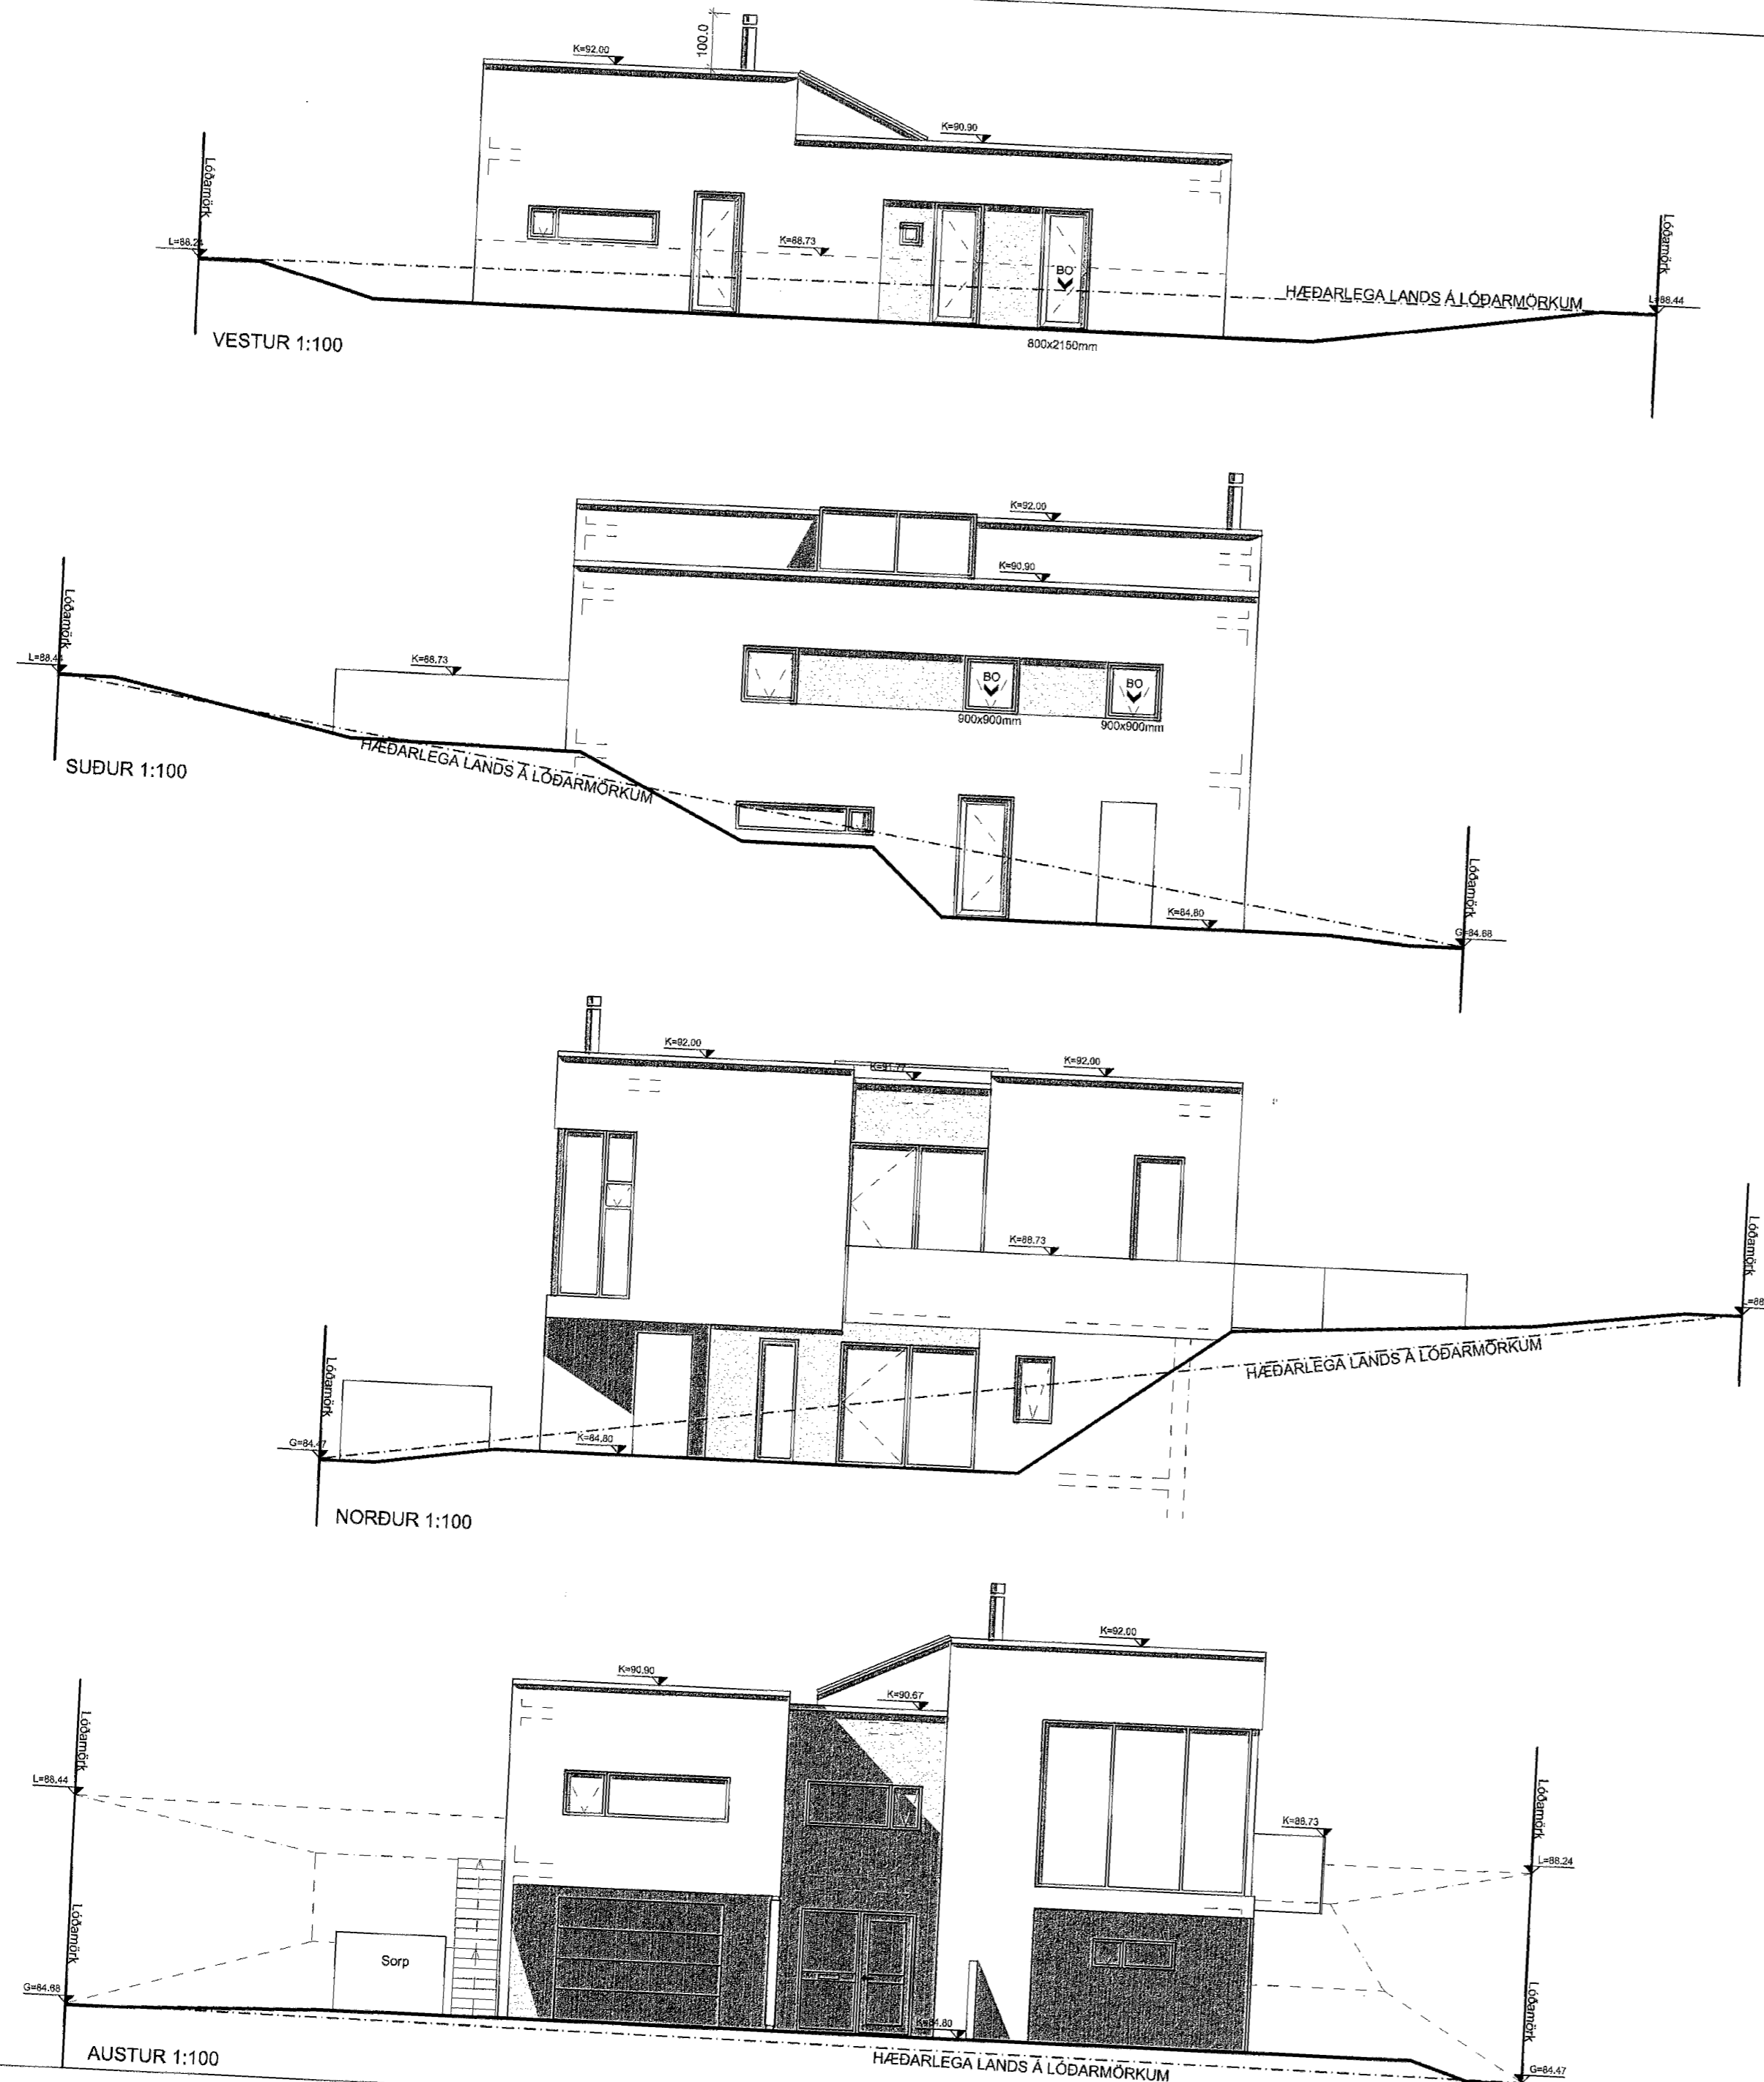 100.0
K=92.00
K=90.90
Lóðamörk
Lóðamörk
L=88.24
K=88.73
BO
HÆÐARLEGA LANDS Á LÓÐARMÖRKUM
L=88.44
VESTUR 1:100
800x2150mm
K=92.00
K=90.90
Lóðamörk
L=88.44
K=88.73
BO
BO
900x900mm
900x900mm
HÆÐARLEGA LANDS Á LÓÐARMÖRKUM
SUÐUR 1:100
Lóðamörk
K=84.80
G=84.68
K=92.00
K=92.00
K=88.73
Lóðamörk
L=88
HÆÐARLEGA LANDS Á LÓÐARMÖRKUM
Lóðamörk
G=84.47
K=84.80
NORÐUR 1:100
K=92.00
K=90.90
K=90.67
Lóðamörk
L=88.44
K=88.73
Lóðamörk
L=88.24
Lóðamörk
Sorp
G=84.68
K=84.80
Lóðamörk
AUSTUR 1:100
HÆÐARLEGA LANDS Á LÓÐARMÖRKUM
G=84.47